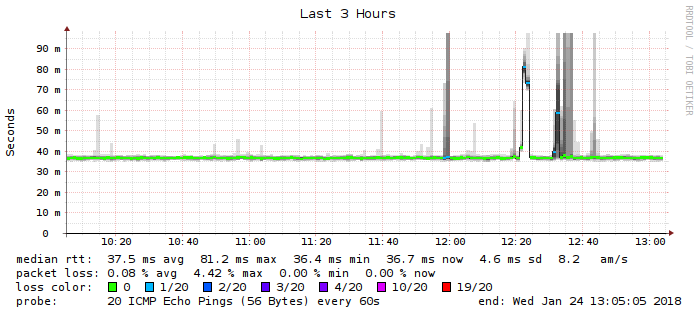 Last 3 Hours
RRDTOOL / TOBI OETIKER
Seconds
90 m
80 m
70 m
60 m
50 m
40 m
30 m
20 m
10 m
0
10:20 10:40 11:00 11:20 11:40 12:00 12:20 12:40 13:00
median rtt: 37.5 ms avg 81.2 ms max 36.4 ms min 36.7 ms now 4.6 ms sd 8.2 am/s
packet loss: 0.08 % avg 4.42 % max 0.00 % min 0.00 % now
loss color: 0 1/20 2/20 3/20 4/20 10/20 19/20
probe: 20 ICMP Echo Pings (56 Bytes) every 60s end: Wed Jan 24 13:05:05 2018